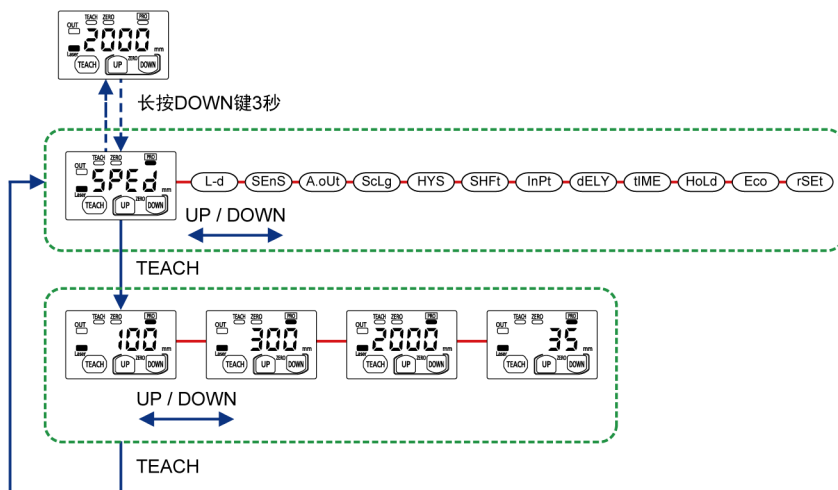 TEACH ZERO PRO
OUT
2000
mm
Laser
TEACH UP ZERO DOWN
长按DOWN键3秒
TEACH ZERO PRO
OUT
SPEd
mm
TEACH UP ZERO DOWN
L-d SEnS A.oUt ScLg HYS SHFt InPt dELY tIME HoLd Eco rSEt
UP / DOWN
TEACH
TEACH ZERO PRO TEACH ZERO PRO TEACH ZERO PRO TEACH ZERO PRO
OUT OUT OUT OUT
100 300 2000 35
mm mm mm mm
Laser Laser Laser Laser
TEACH UP ZERO DOWN TEACH UP ZERO DOWN TEACH UP ZERO DOWN TEACH UP ZERO DOWN
UP / DOWN
TEACH